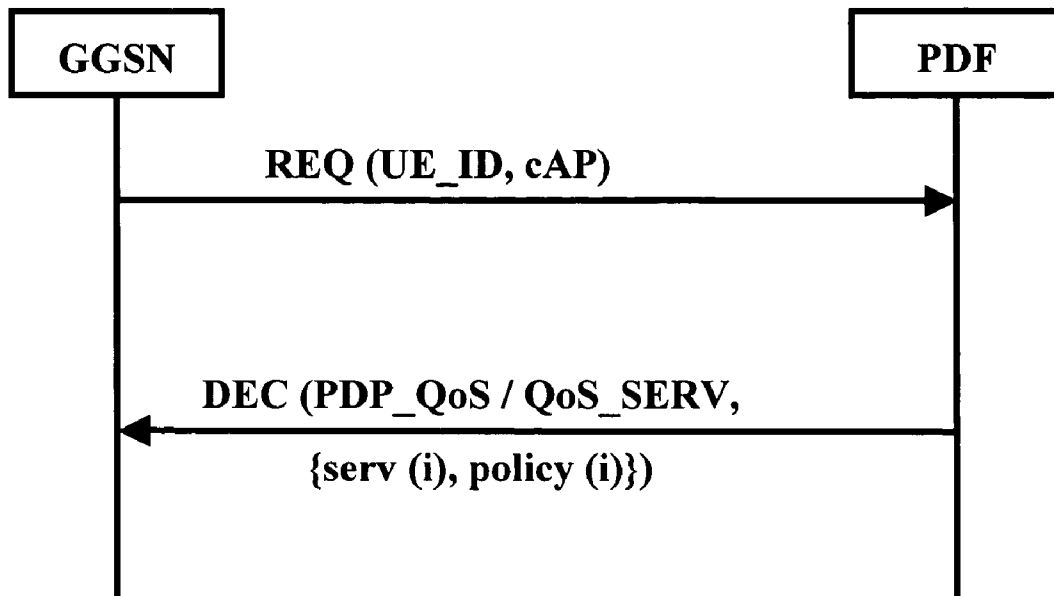 GGSN
PDF
REQ (UE_ID, cAP)
DEC (PDP_QoS / QoS_SERV,
{serv (i), policy (i)})